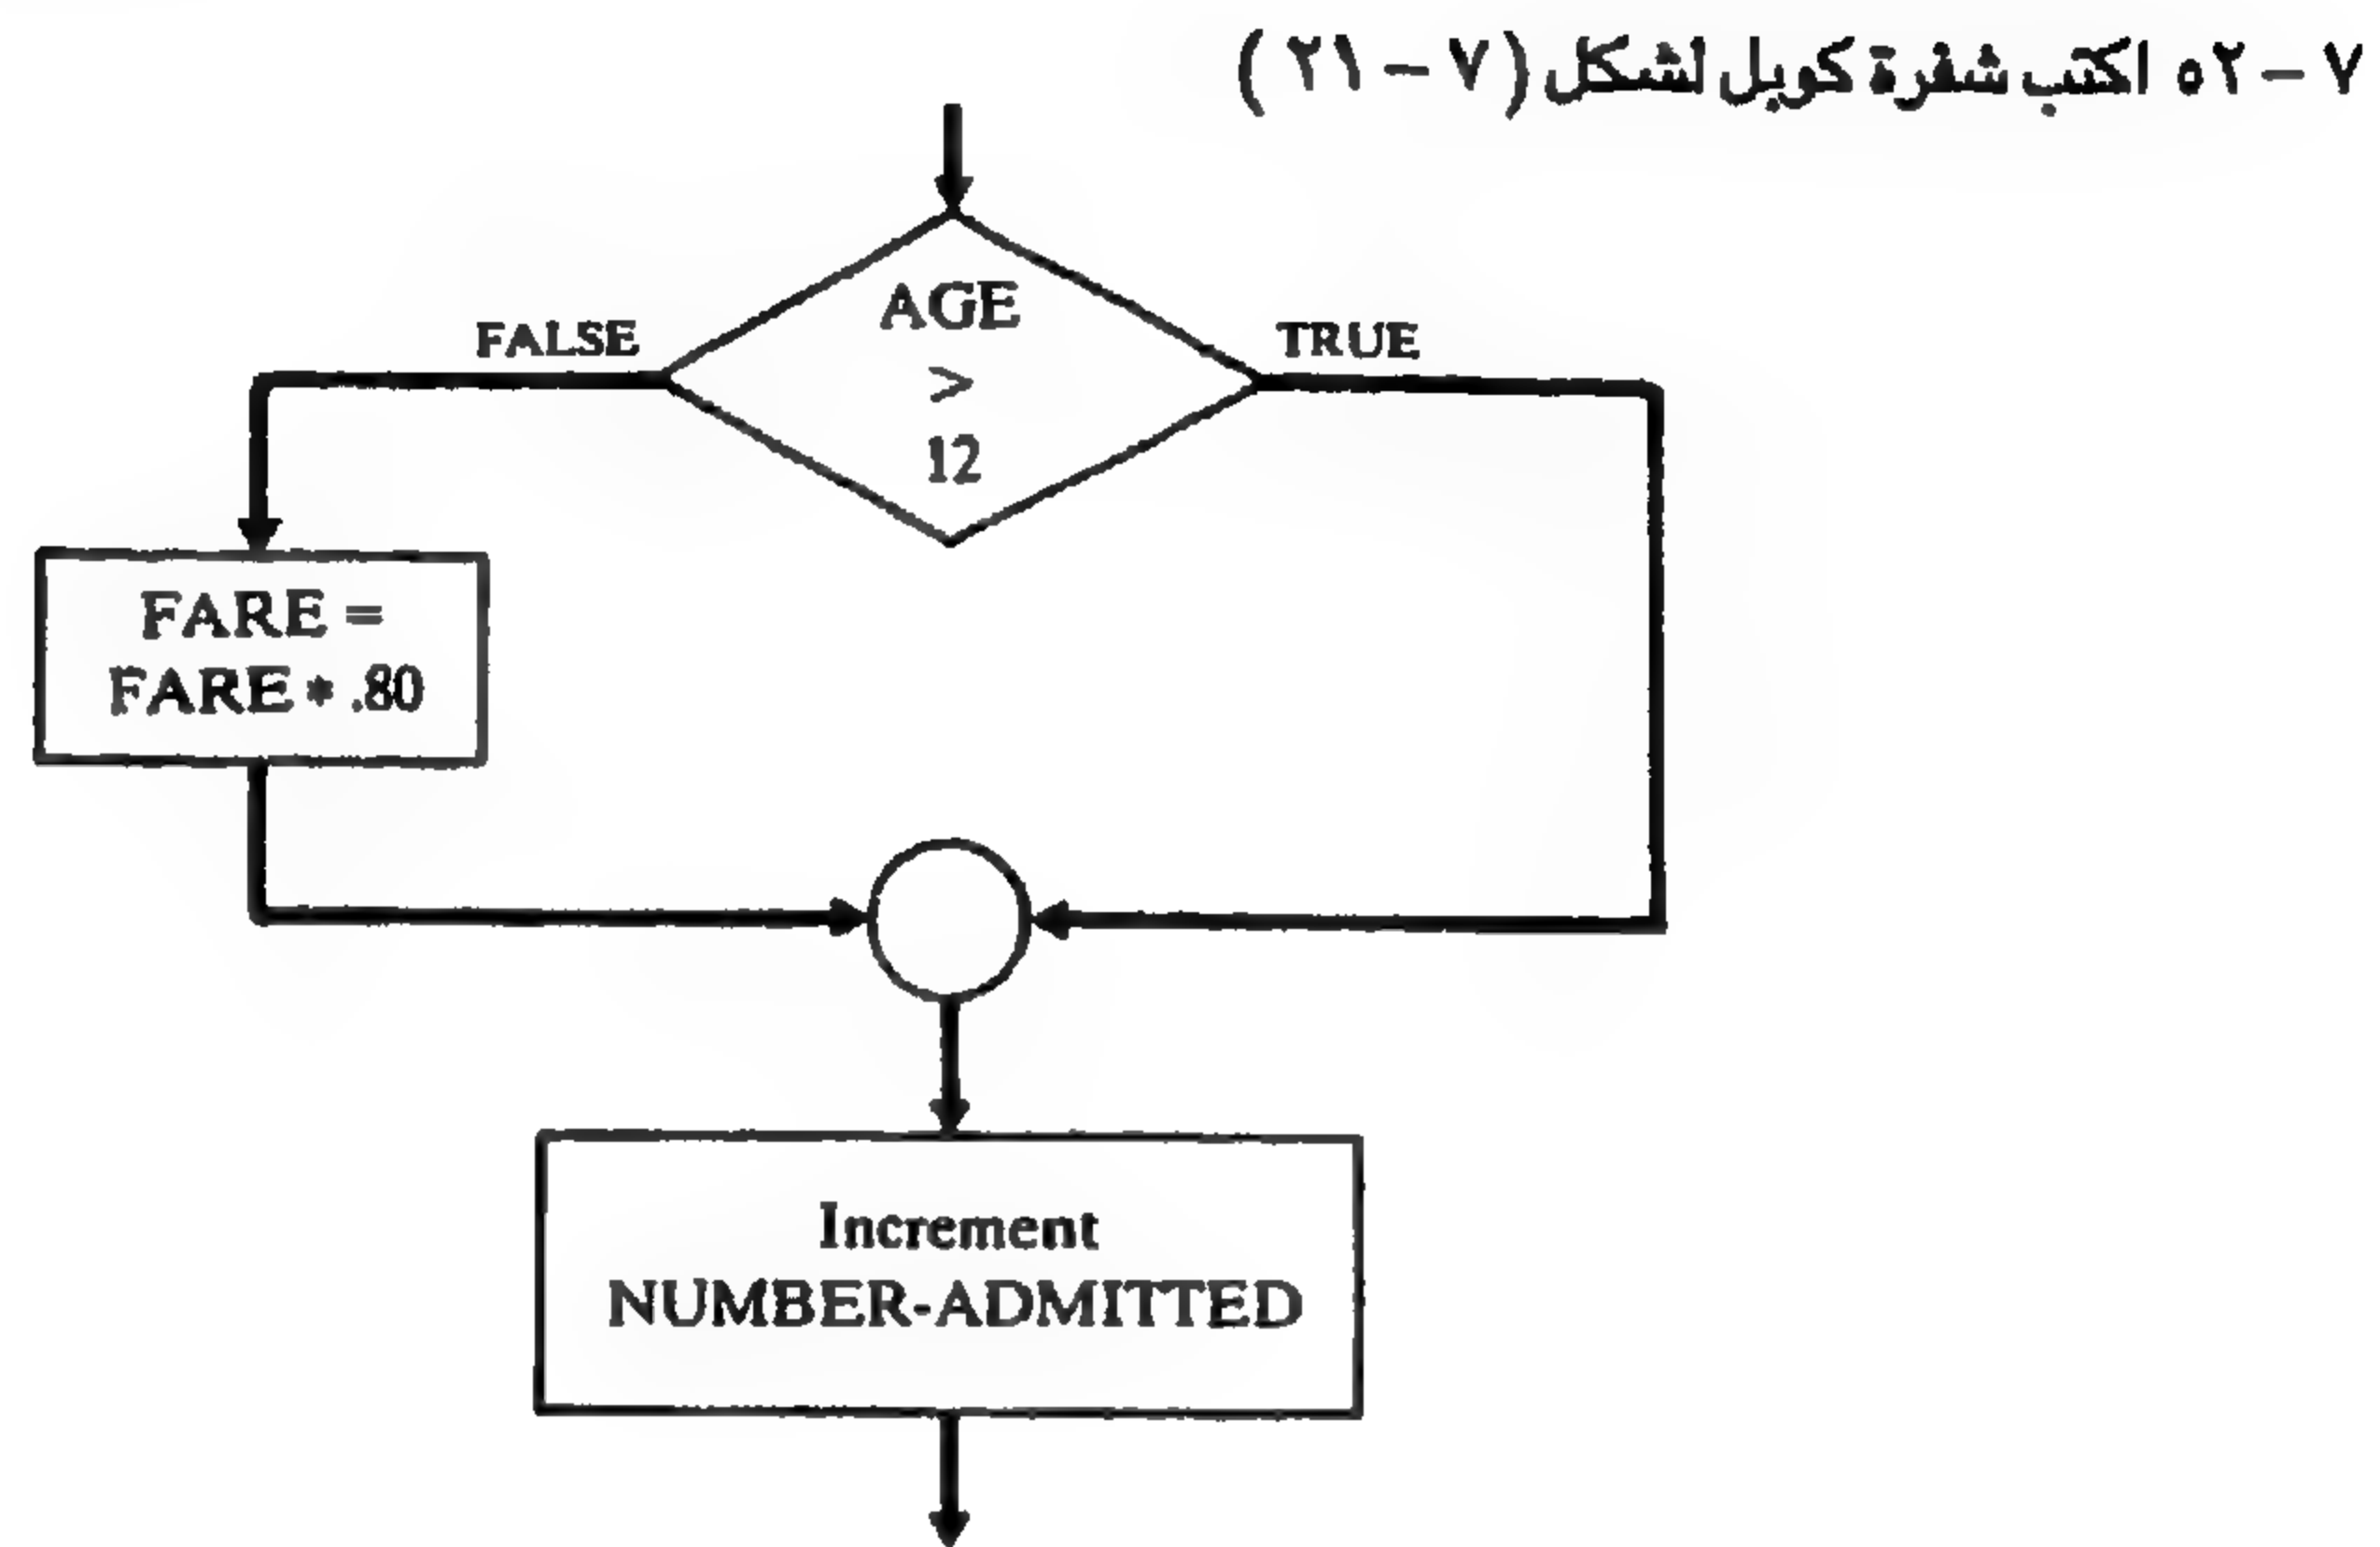 ٧ – ٥٢ اكتب شفرة كوبل لشكل (٧ – ٢١)
AGE
>
12
FALSE
TRUE
FARE =
FARE * .80
Increment
NUMBER-ADMITTED